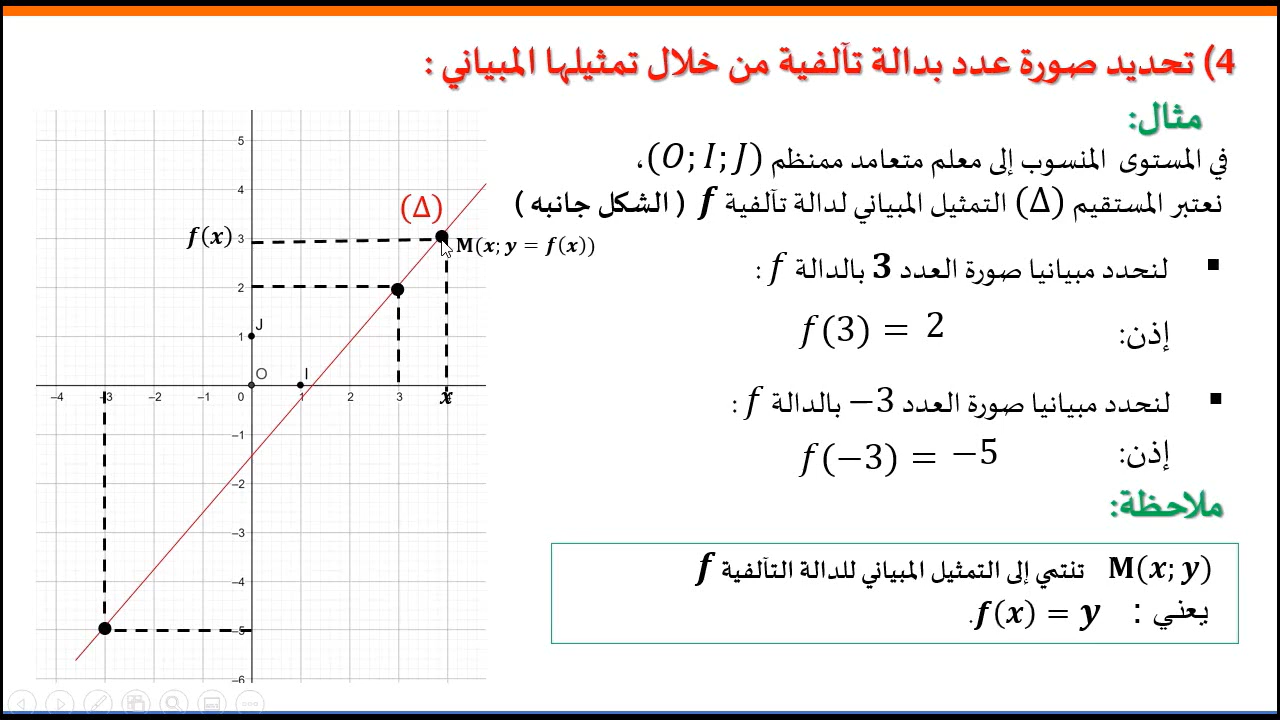 4) تحديد صورة عدد بدالة تآلفية من خلال تمثيلها المبياني :
مثال:
في المستوى المنسوب إلى معلم متعامد ممنظم (O; I; J)،
نعتبر المستقيم (Δ) التمثيل المبياني لدالة تآلفية f ( الشكل جانبه )
▪ لنحدد مبيانيا صورة العدد 3 بالدالة f :
إذن: f(3) = 2
▪ لنحدد مبيانيا صورة العدد −3 بالدالة f :
إذن: f(−3) = −5
ملاحظة:
M(x; y) تنتمي إلى التمثيل المبياني للدالة التآلفية f
يعني : f(x) = y.
5
4
(Δ)
f(x) 3
M(x; y = f(x))
2
J
1
O
I
−4 −3 −2 −1 0 1 2 3 4
x
−1
−2
−3
−4
−5
−6